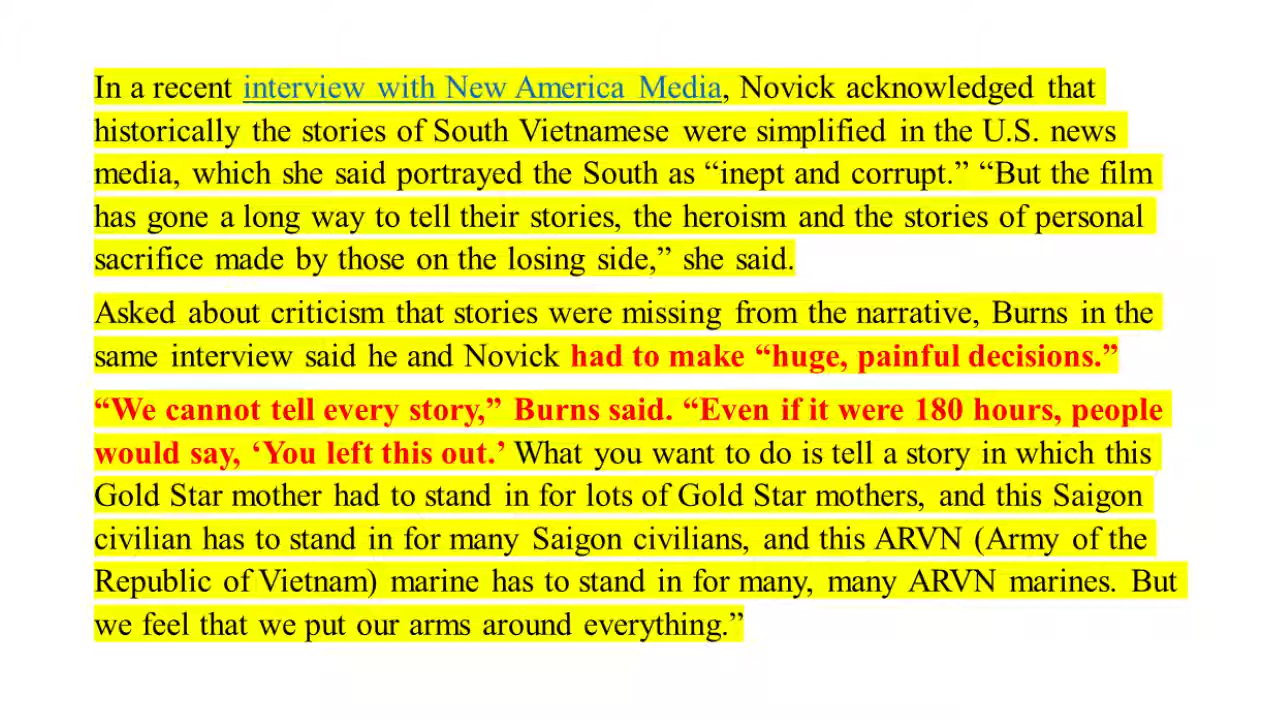 In a recent interview with New America Media, Novick acknowledged that
historically the stories of South Vietnamese were simplified in the U.S. news
media, which she said portrayed the South as “inept and corrupt.” “But the film
has gone a long way to tell their stories, the heroism and the stories of personal
sacrifice made by those on the losing side,” she said.
Asked about criticism that stories were missing from the narrative, Burns in the
same interview said he and Novick had to make “huge, painful decisions.”
“We cannot tell every story,” Burns said. “Even if it were 180 hours, people
would say, ‘You left this out.’ What you want to do is tell a story in which this
Gold Star mother had to stand in for lots of Gold Star mothers, and this Saigon
civilian has to stand in for many Saigon civilians, and this ARVN (Army of the
Republic of Vietnam) marine has to stand in for many, many ARVN marines. But
we feel that we put our arms around everything.”